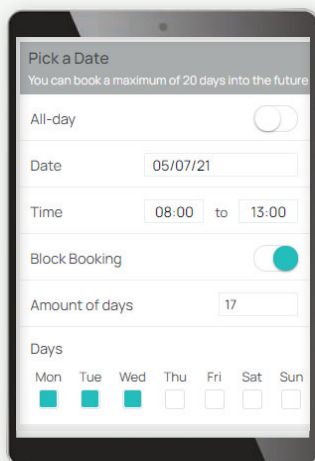 Pick a Date
You can book a maximum of 20 days into the future
All-day
Date 05/07/21
Time 08:00 to 13:00
Block Booking
Amount of days 17
Days
Mon Tue Wed Thu Fri Sat Sun